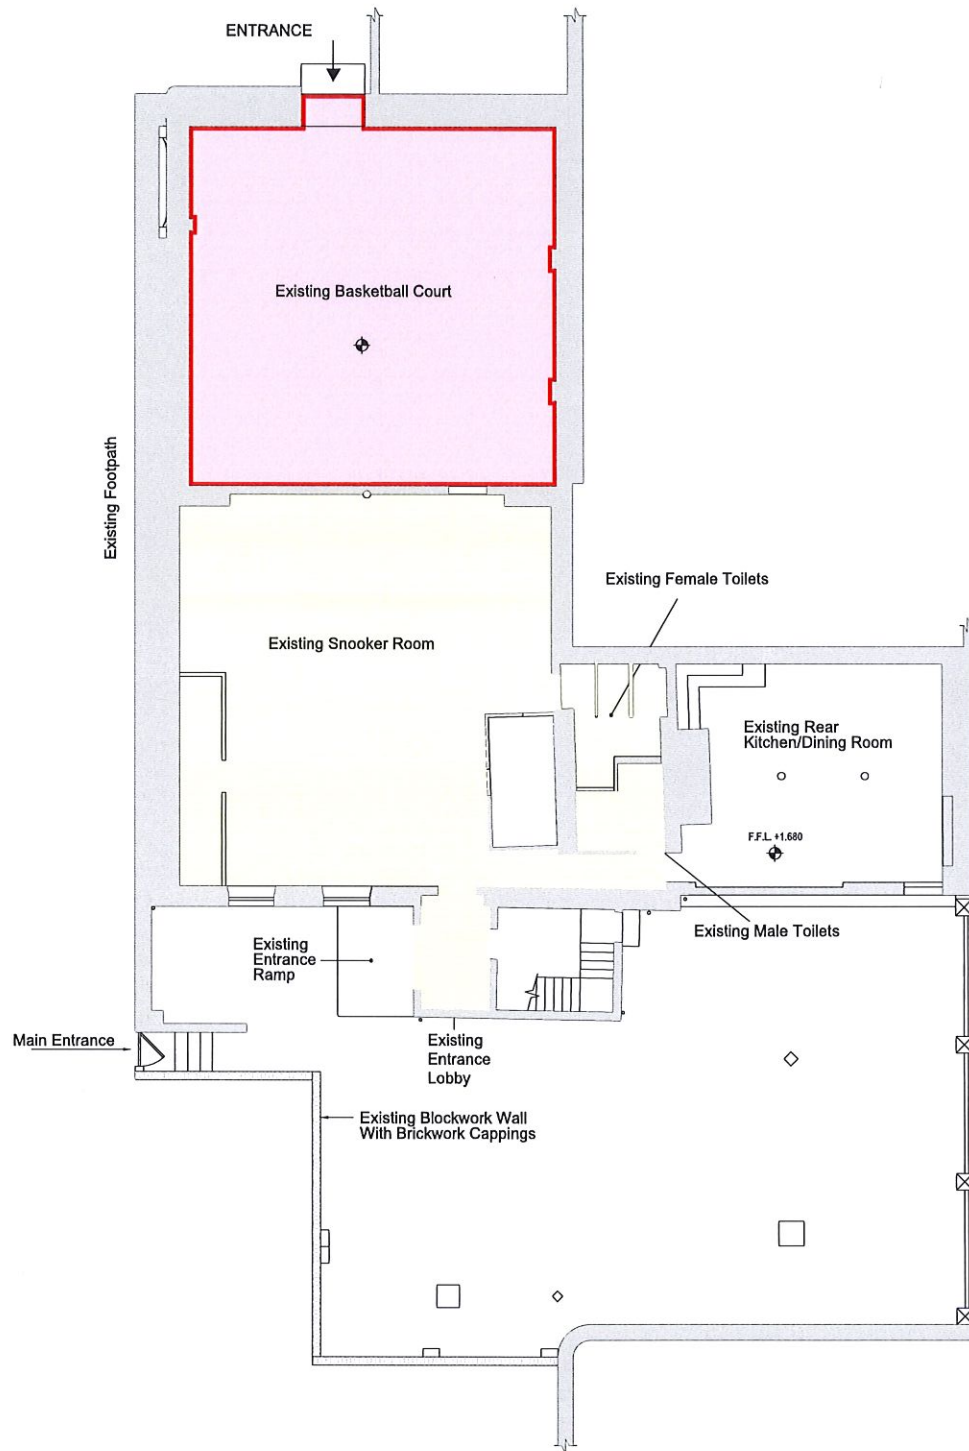 ENTRANCE
Existing Basketball Court
Existing Footpath
Existing Female Toilets
Existing Snooker Room
Existing Rear
Kitchen/Dining Room
F.F.L. +1.680
Existing Male Toilets
Existing
Entrance
Ramp
Main Entrance
Existing
Entrance
Lobby
Existing Blockwork Wall
With Brickwork Cappings